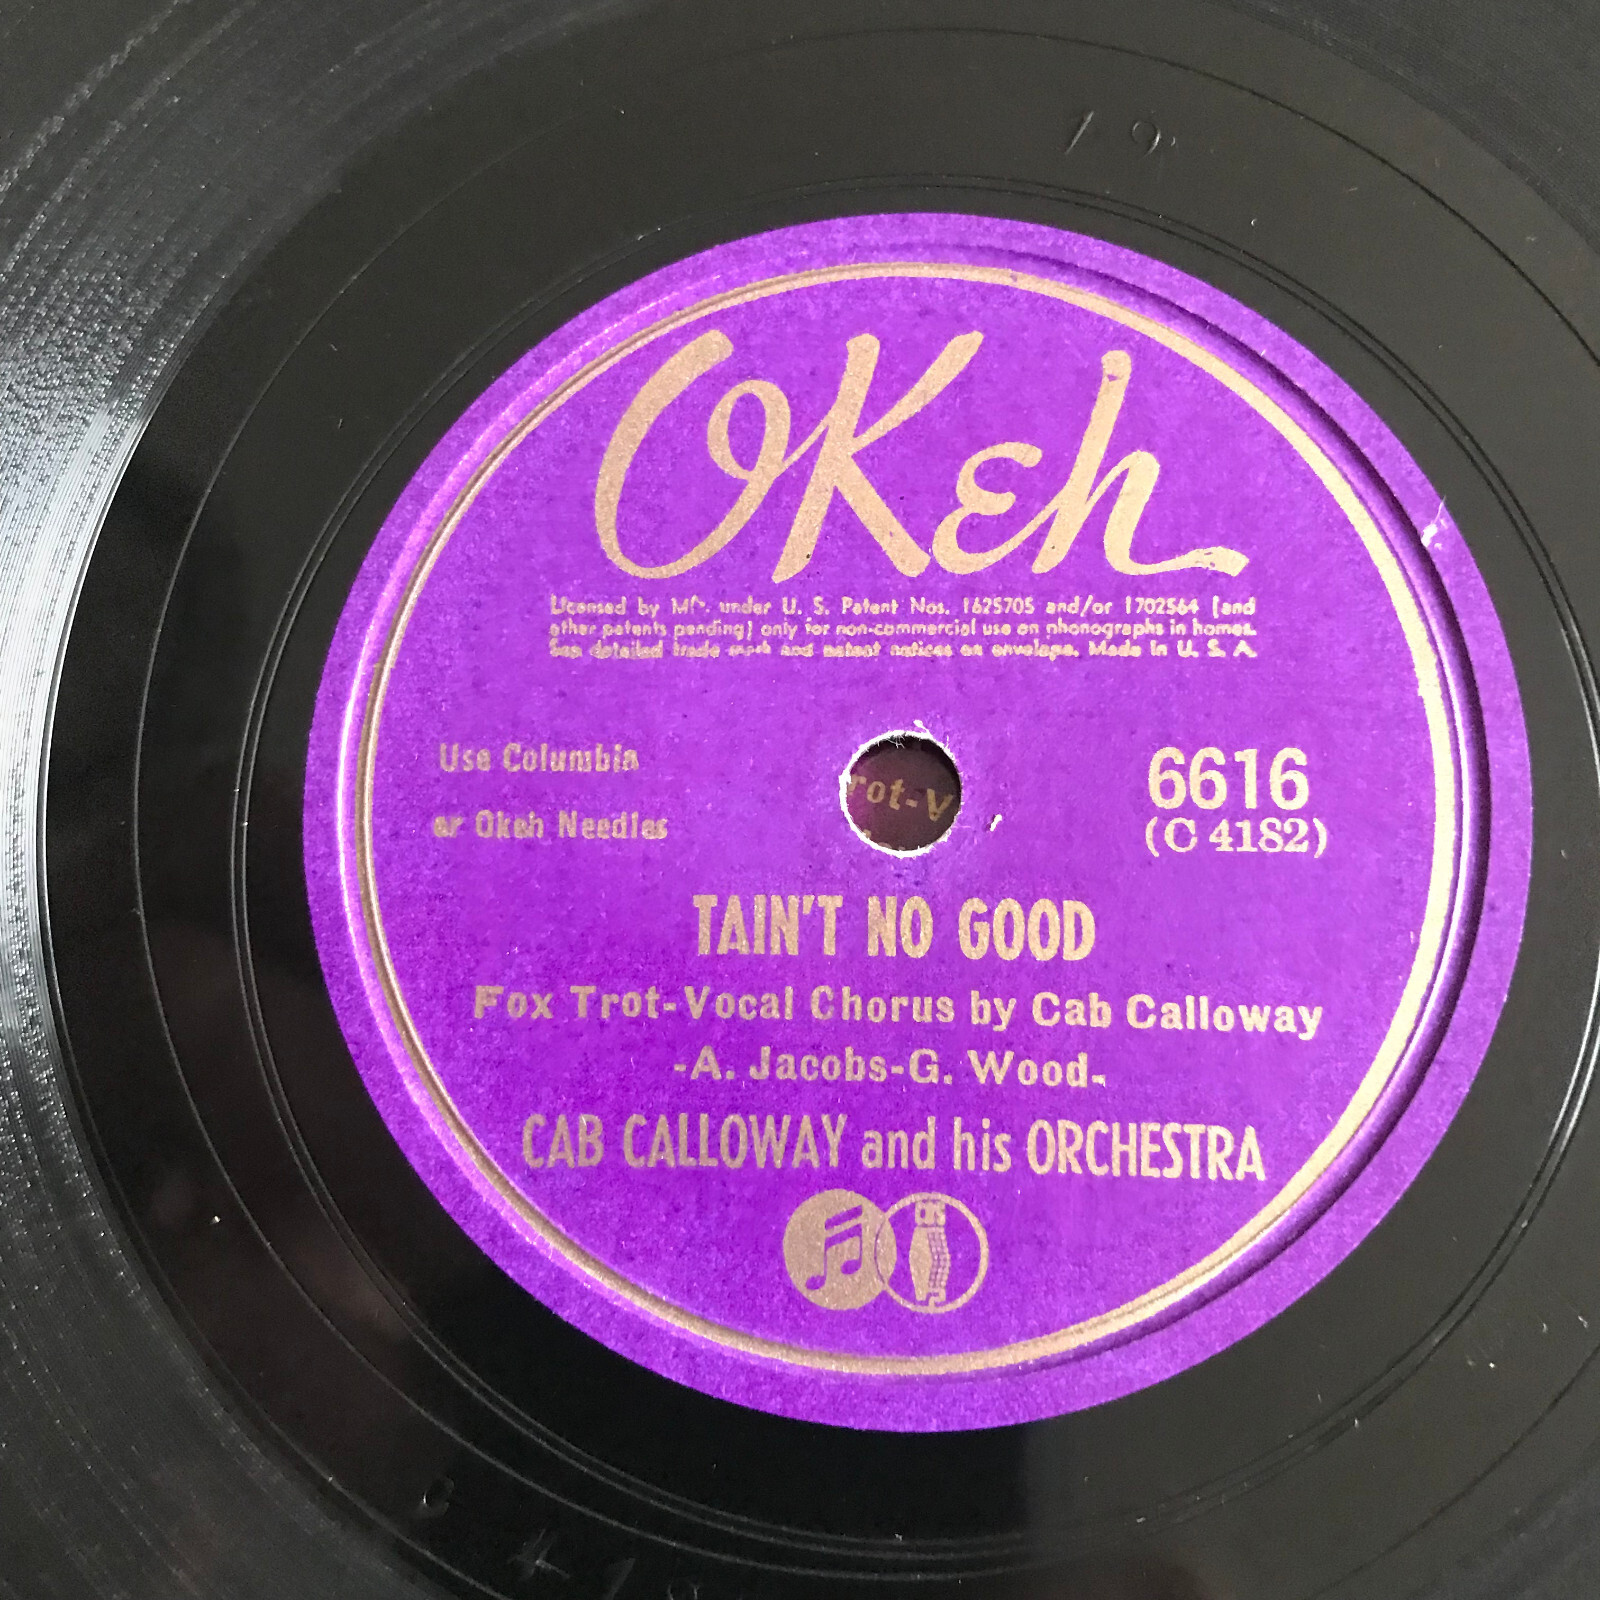 OKeh
Licensed by Mfr. under U. S. Patent Nos. 1625705 and/or 1702564 (and
other patents pending) only for non-commercial use on phonographs in homes.
See detailed trade mark and patent notices on envelope. Made in U. S. A.
Use Columbia
or Okeh Needles
6616
(C 4182)
rot-V
TAIN'T NO GOOD
Fox Trot-Vocal Chorus by Cab Calloway
-A. Jacobs-G. Wood-
CAB CALLOWAY and his ORCHESTRA
CBS